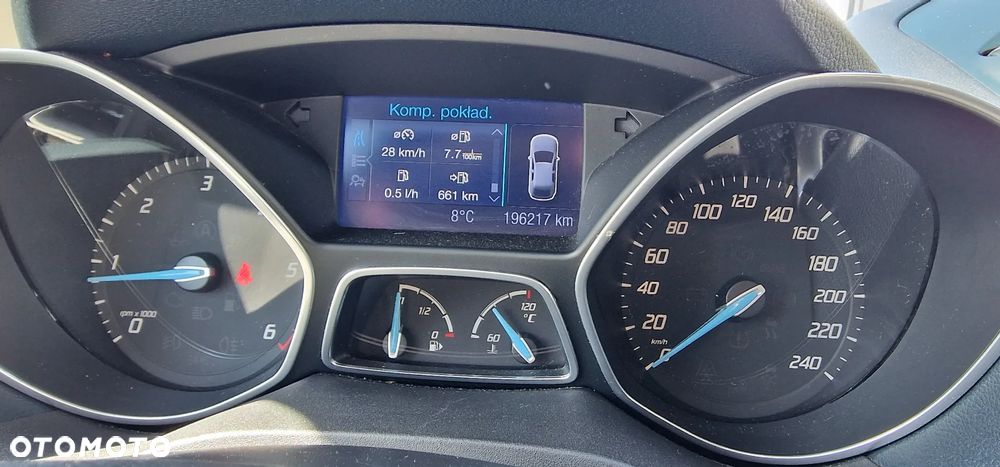 Komp. pokład.
ø ø
28 km/h 7.7 l/100km
0.5 l/h 661 km
8°C 196217 km
0 1 2 3 5 6
rpm x 1000
1 1/2 0
60 120 °C
0 20 40 60 80 100 120 140 160 180 200 220 240
km/h
OTOMOTO